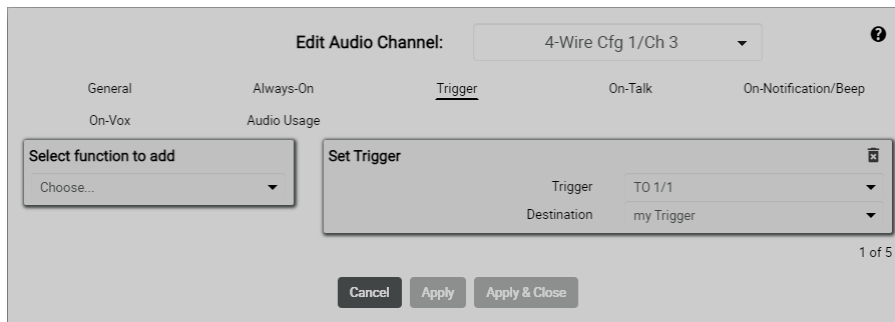 Edit Audio Channel: 4-Wire Cfg 1/Ch 3 ?
General Always-On Trigger On-Talk On-Notification/Beep
On-Vox Audio Usage
Select function to add
Choose...
Set Trigger
Trigger TO 1/1
Destination my Trigger
1 of 5
Cancel Apply Apply & Close